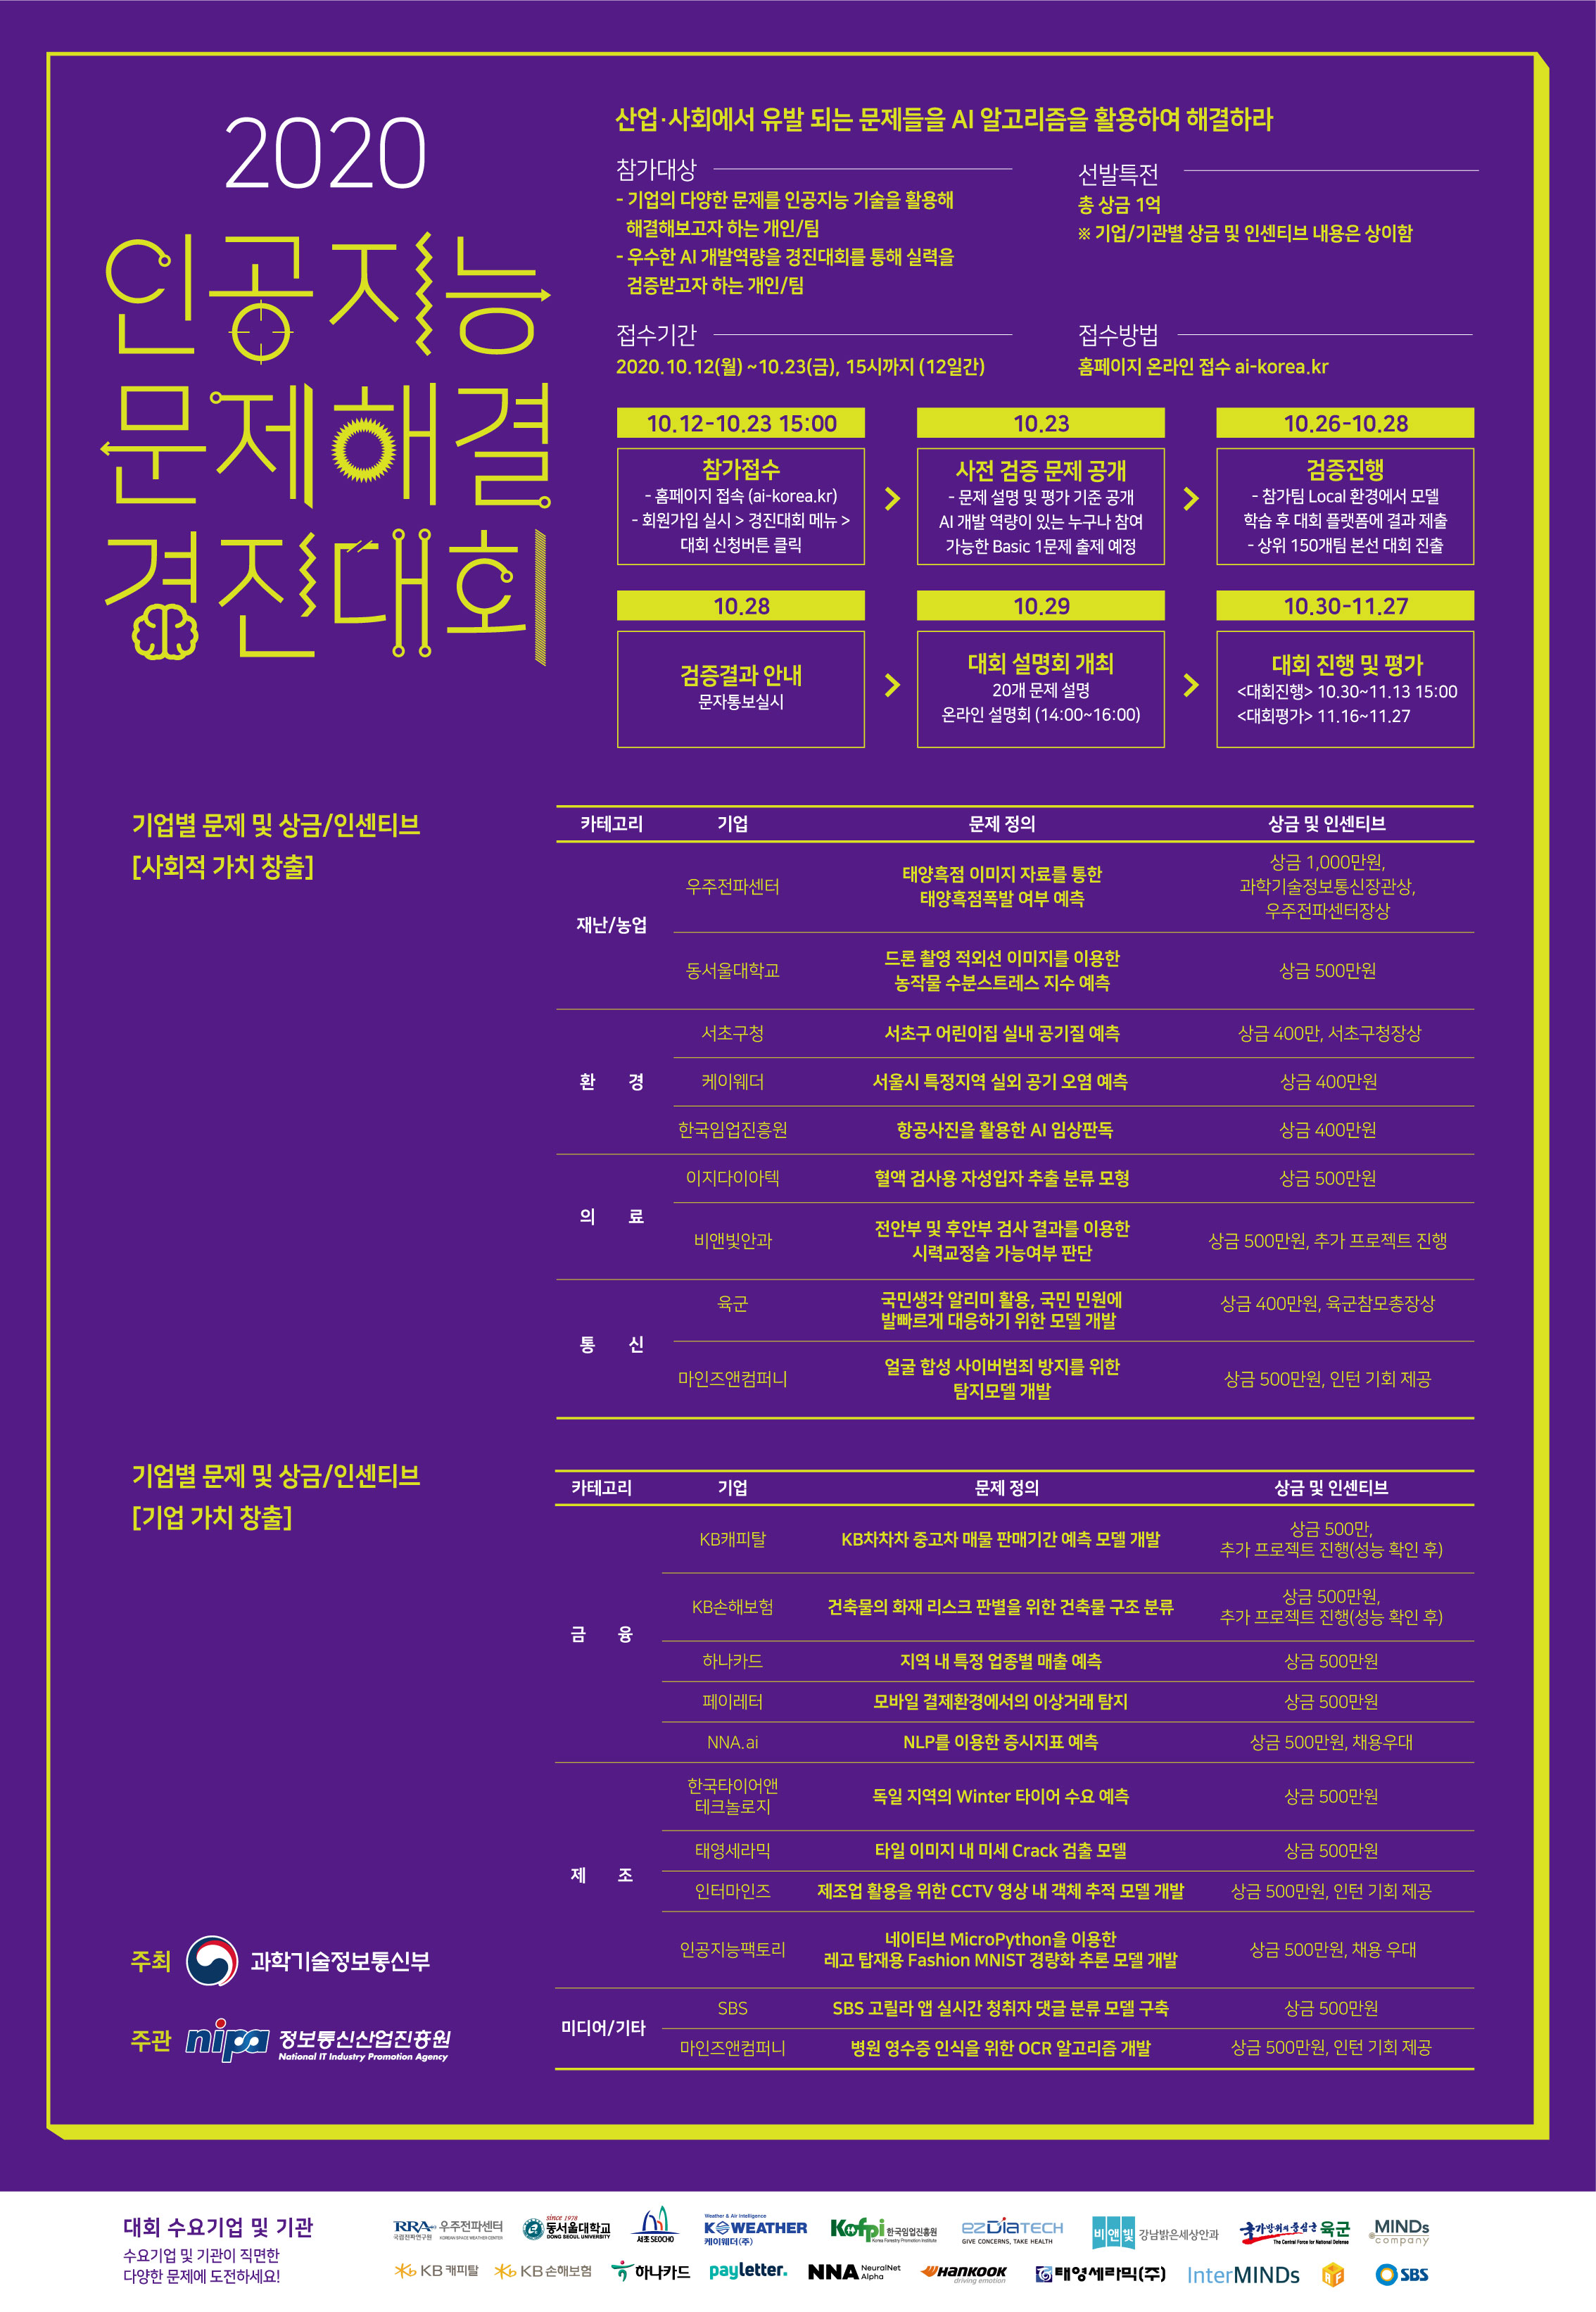 2020
인공지능
문제해결
경진대회
산업·사회에서 유발 되는 문제들을 AI 알고리즘을 활용하여 해결하라
참가대상
- 기업의 다양한 문제를 인공지능 기술을 활용해
해결해보고자 하는 개인/팀
- 우수한 AI 개발역량을 경진대회를 통해 실력을
검증받고자 하는 개인/팀
선발특전
총 상금 1억
※ 기업/기관별 상금 및 인센티브 내용은 상이함
접수기간
2020.10.12(월) ~10.23(금), 15시까지 (12일간)
접수방법
홈페이지 온라인 접수 ai-korea.kr
10.12-10.23 15:00
참가접수
- 홈페이지 접속 (ai-korea.kr)
- 회원가입 실시 > 경진대회 메뉴 >
대회 신청버튼 클릭
>
10.23
사전 검증 문제 공개
- 문제 설명 및 평가 기준 공개
AI 개발 역량이 있는 누구나 참여
가능한 Basic 1문제 출제 예정
>
10.26-10.28
검증진행
- 참가팀 Local 환경에서 모델
학습 후 대회 플랫폼에 결과 제출
- 상위 150개팀 본선 대회 진출
10.28
검증결과 안내
문자통보실시
>
10.29
대회 설명회 개최
20개 문제 설명
온라인 설명회 (14:00~16:00)
>
10.30-11.27
대회 진행 및 평가
<대회진행> 10.30~11.13 15:00
<대회평가> 11.16~11.27
기업별 문제 및 상금/인센티브
[사회적 가치 창출]
카테고리 기업 문제 정의 상금 및 인센티브
재난/농업
우주전파센터
태양흑점 이미지 자료를 통한
태양흑점폭발 여부 예측
상금 1,000만원,
과학기술정보통신장관상,
우주전파센터장상
동서울대학교
드론 촬영 적외선 이미지를 이용한
농작물 수분스트레스 지수 예측
상금 500만원
환 경
서초구청 서초구 어린이집 실내 공기질 예측 상금 400만, 서초구청장상
케이웨더 서울시 특정지역 실외 공기 오염 예측 상금 400만원
한국임업진흥원 항공사진을 활용한 AI 임상판독 상금 400만원
의 료
이지다이아텍 혈액 검사용 자성입자 추출 분류 모형 상금 500만원
비앤빛안과
전안부 및 후안부 검사 결과를 이용한
시력교정술 가능여부 판단
상금 500만원, 추가 프로젝트 진행
통 신
육군
국민생각 알리미 활용, 국민 민원에
발빠르게 대응하기 위한 모델 개발
상금 400만원, 육군참모총장상
마인즈앤컴퍼니
얼굴 합성 사이버범죄 방지를 위한
탐지모델 개발
상금 500만원, 인턴 기회 제공
기업별 문제 및 상금/인센티브
[기업 가치 창출]
카테고리 기업 문제 정의 상금 및 인센티브
금 융
KB캐피탈 KB차차차 중고차 매물 판매기간 예측 모델 개발
상금 500만,
추가 프로젝트 진행(성능 확인 후)
KB손해보험 건축물의 화재 리스크 판별을 위한 건축물 구조 분류
상금 500만원,
추가 프로젝트 진행(성능 확인 후)
하나카드 지역 내 특정 업종별 매출 예측 상금 500만원
페이레터 모바일 결제환경에서의 이상거래 탐지 상금 500만원
NNA.ai NLP를 이용한 증시지표 예측 상금 500만원, 채용우대
제 조
한국타이어앤
테크놀로지
독일 지역의 Winter 타이어 수요 예측 상금 500만원
태영세라믹 타일 이미지 내 미세 Crack 검출 모델 상금 500만원
인터마인즈 제조업 활용을 위한 CCTV 영상 내 객체 추적 모델 개발 상금 500만원, 인턴 기회 제공
인공지능팩토리
네이티브 MicroPython을 이용한
레고 탑재용 Fashion MNIST 경량화 추론 모델 개발
상금 500만원, 채용 우대
미디어/기타
SBS SBS 고릴라 앱 실시간 청취자 댓글 분류 모델 구축 상금 500만원
마인즈앤컴퍼니 병원 영수증 인식을 위한 OCR 알고리즘 개발 상금 500만원, 인턴 기회 제공
주최 과학기술정보통신부
주관 nipa 정보통신산업진흥원
National IT Industry Promotion Agency
대회 수요기업 및 기관
수요기업 및 기관이 직면한
다양한 문제에 도전하세요!
RRA 국립전파연구원 우주전파센터 KOREAN SPACE WEATHER CENTER
since 1978 동서울대학교 DONG SEOUL UNIVERSITY
서초 SEOCHO
Weather & Air Intelligence
KWEATHER
케이웨더(주)
Kofpi 한국임업진흥원
Korea Forestry Promotion Institute
EZDIATECH
GIVE CONCERNS, TAKE HEALTH
비앤빛 강남밝은세상안과
국가방위의 중심군 육군
The Central Force for National Defense
MINDs
company
KB캐피탈
KB손해보험
하나카드
payletter.
NNA NeuralNet Alpha
HANKOOK
driving emotion
태영세라믹(주)
InterMINDs
SBS